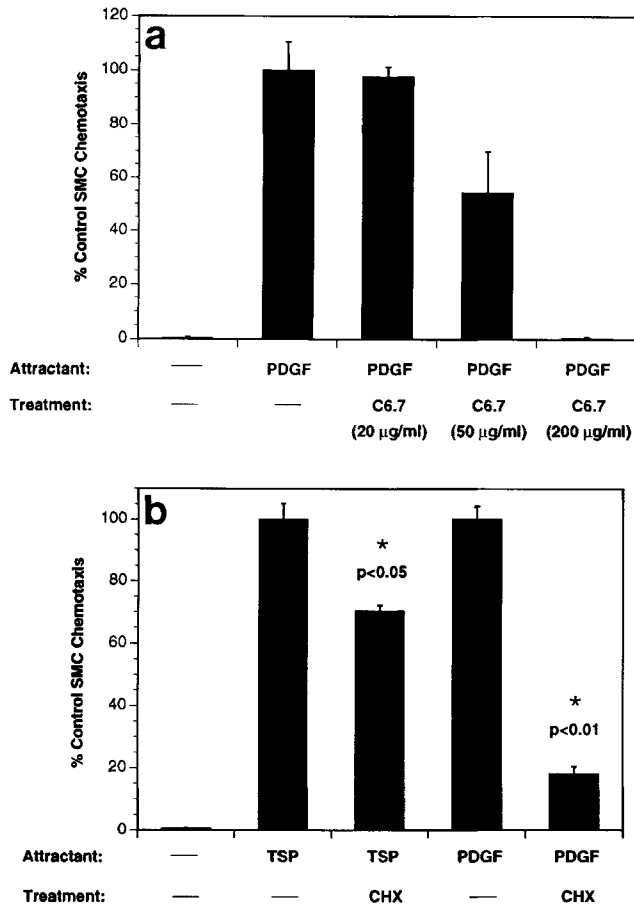 a
% Control SMC Chemotaxis
120
100
80
60
40
20
0
Attractant: — PDGF PDGF PDGF PDGF
Treatment: — — C6.7 C6.7 C6.7
(20 µg/ml) (50 µg/ml) (200 µg/ml)
b
% Control SMC Chemotaxis
100
80
60
40
20
0
*
p<0.05
*
p<0.01
Attractant: — TSP TSP PDGF PDGF
Treatment: — — CHX — CHX